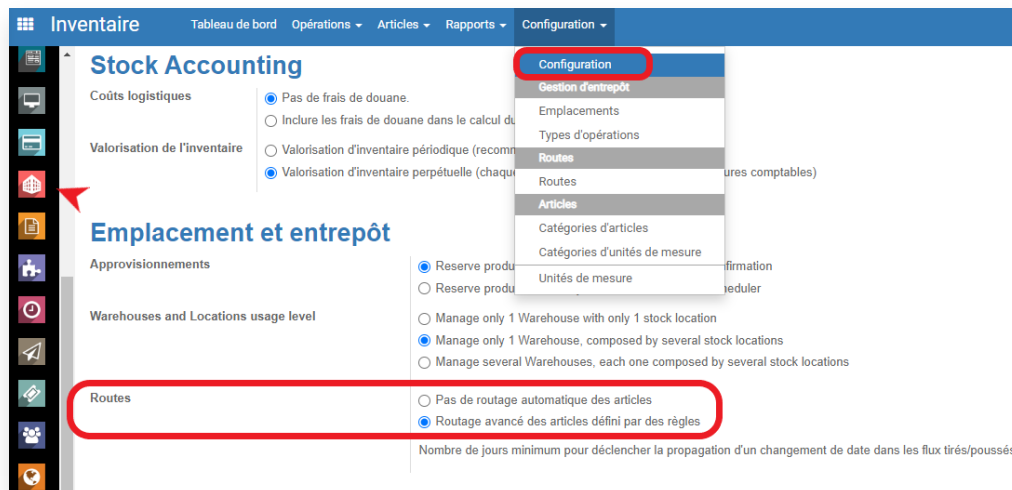 Inventaire Tableau de bord Opérations Articles Rapports Configuration
Stock Accounting
Configuration
Coûts logistiques
Pas de frais de douane.
Gestion d'entrepôt
Inclure les frais de douane dans le calcul du
Emplacements
Types d'opérations
Valorisation de l'inventaire
Valorisation d'inventaire périodique (recomm
Routes
Valorisation d'inventaire perpétuelle (chaque
ures comptables)
Routes
Articles
Catégories d'articles
Catégories d'unités de mesure
Unités de mesure
Emplacement et entrepôt
Approvisionnements
Reserve produ
firmation
Reserve produ
heduler
Warehouses and Locations usage level
Manage only 1 Warehouse with only 1 stock location
Manage only 1 Warehouse, composed by several stock locations
Manage several Warehouses, each one composed by several stock locations
Routes
Pas de routage automatique des articles
Routage avancé des articles défini par des règles
Nombre de jours minimum pour déclencher la propagation d'un changement de date dans les flux tirés/poussés